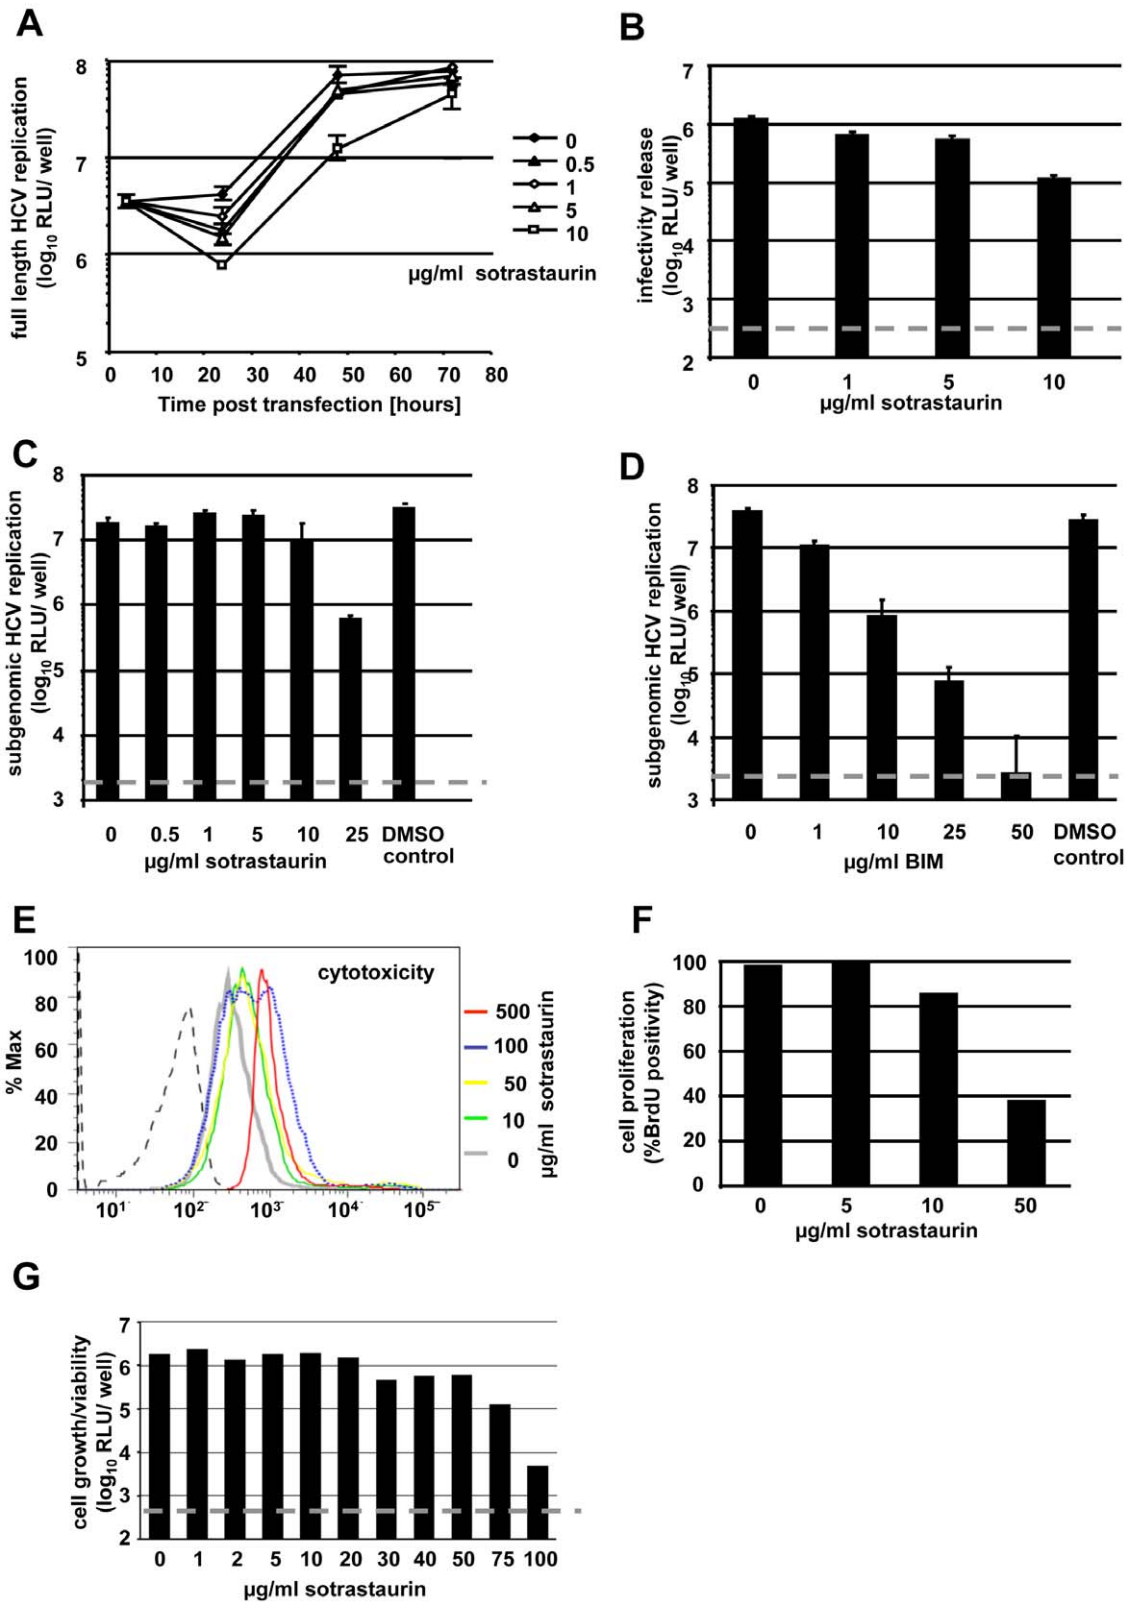 A
full length HCV replication
(log10 RLU/ well)
8
7
6
5
0 10 20 30 40 50 60 70 80
Time post transfection [hours]
0
0.5
1
5
10
µg/ml sotrastaurin
B
infectivity release
(log10 RLU/ well)
7
6
5
4
3
2
0 1 5 10
µg/ml sotrastaurin
C
subgenomic HCV replication
(log10 RLU/ well)
8
7
6
5
4
3
0 0.5 1 5 10 25 DMSO
control
µg/ml sotrastaurin
D
subgenomic HCV replication
(log10 RLU/ well)
8
7
6
5
4
3
0 1 10 25 50 DMSO
control
µg/ml BIM
E
cytotoxicity
% Max
100
80
60
40
20
0
10¹ 10² 10³ 10⁴ 10⁵
500
100
50
10
0
µg/ml sotrastaurin
F
cell proliferation
(%BrdU positivity)
100
80
60
40
20
0
0 5 10 50
µg/ml sotrastaurin
G
cell growth/viability
(log10 RLU/ well)
7
6
5
4
3
2
0 1 2 5 10 20 30 40 50 75 100
µg/ml sotrastaurin